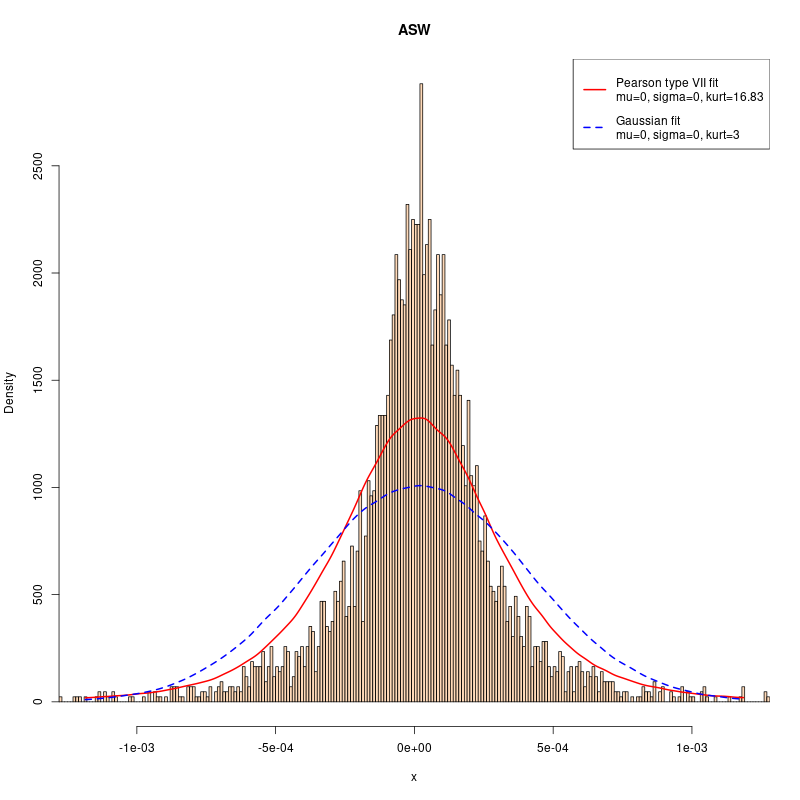 ASW
Pearson type VII fit
mu=0, sigma=0, kurt=16.83
Gaussian fit
mu=0, sigma=0, kurt=3
2500
2000
1500
1000
500
0
Density
-1e-03
-5e-04
0e+00
5e-04
1e-03
x